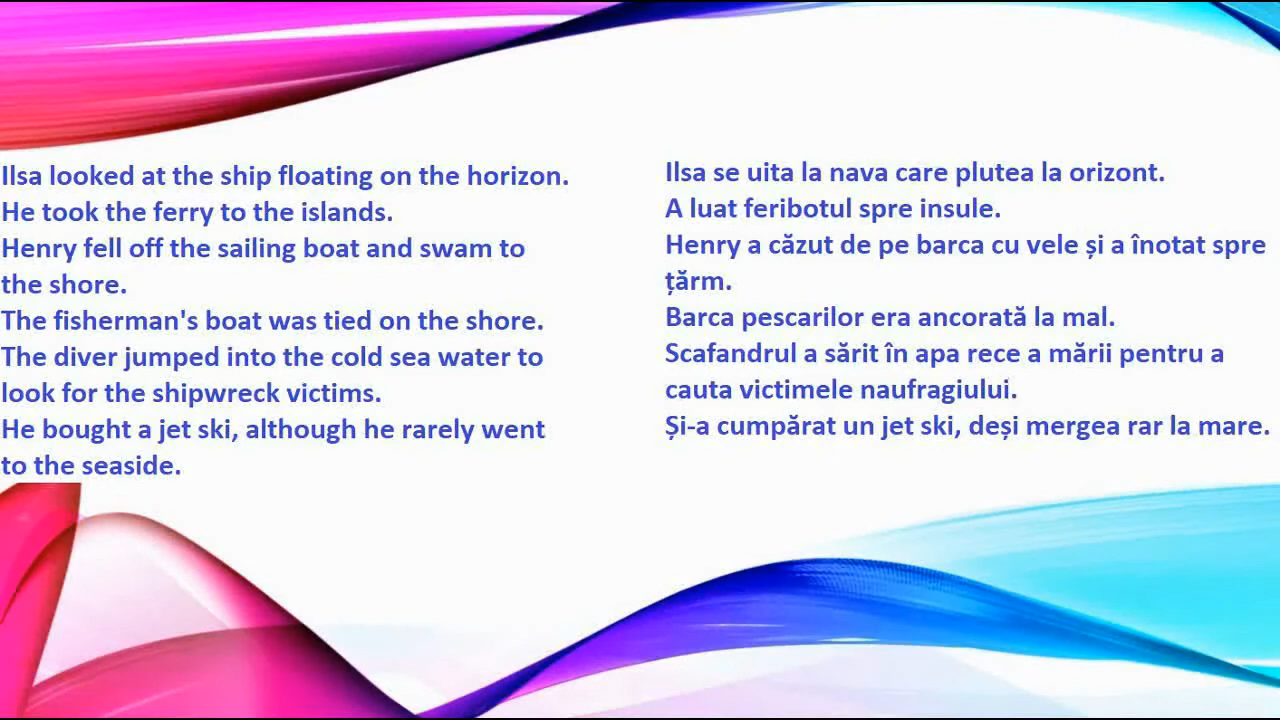 Ilsa looked at the ship floating on the horizon.
He took the ferry to the islands.
Henry fell off the sailing boat and swam to
the shore.
The fisherman's boat was tied on the shore.
The diver jumped into the cold sea water to
look for the shipwreck victims.
He bought a jet ski, although he rarely went
to the seaside.
Ilsa se uita la nava care plutea la orizont.
A luat feribotul spre insule.
Henry a căzut de pe barca cu vele și a înotat spre
țărm.
Barca pescarilor era ancorată la mal.
Scafandrul a sărit în apa rece a mării pentru a
cauta victimele naufragiului.
Și-a cumpărat un jet ski, deși mergea rar la mare.